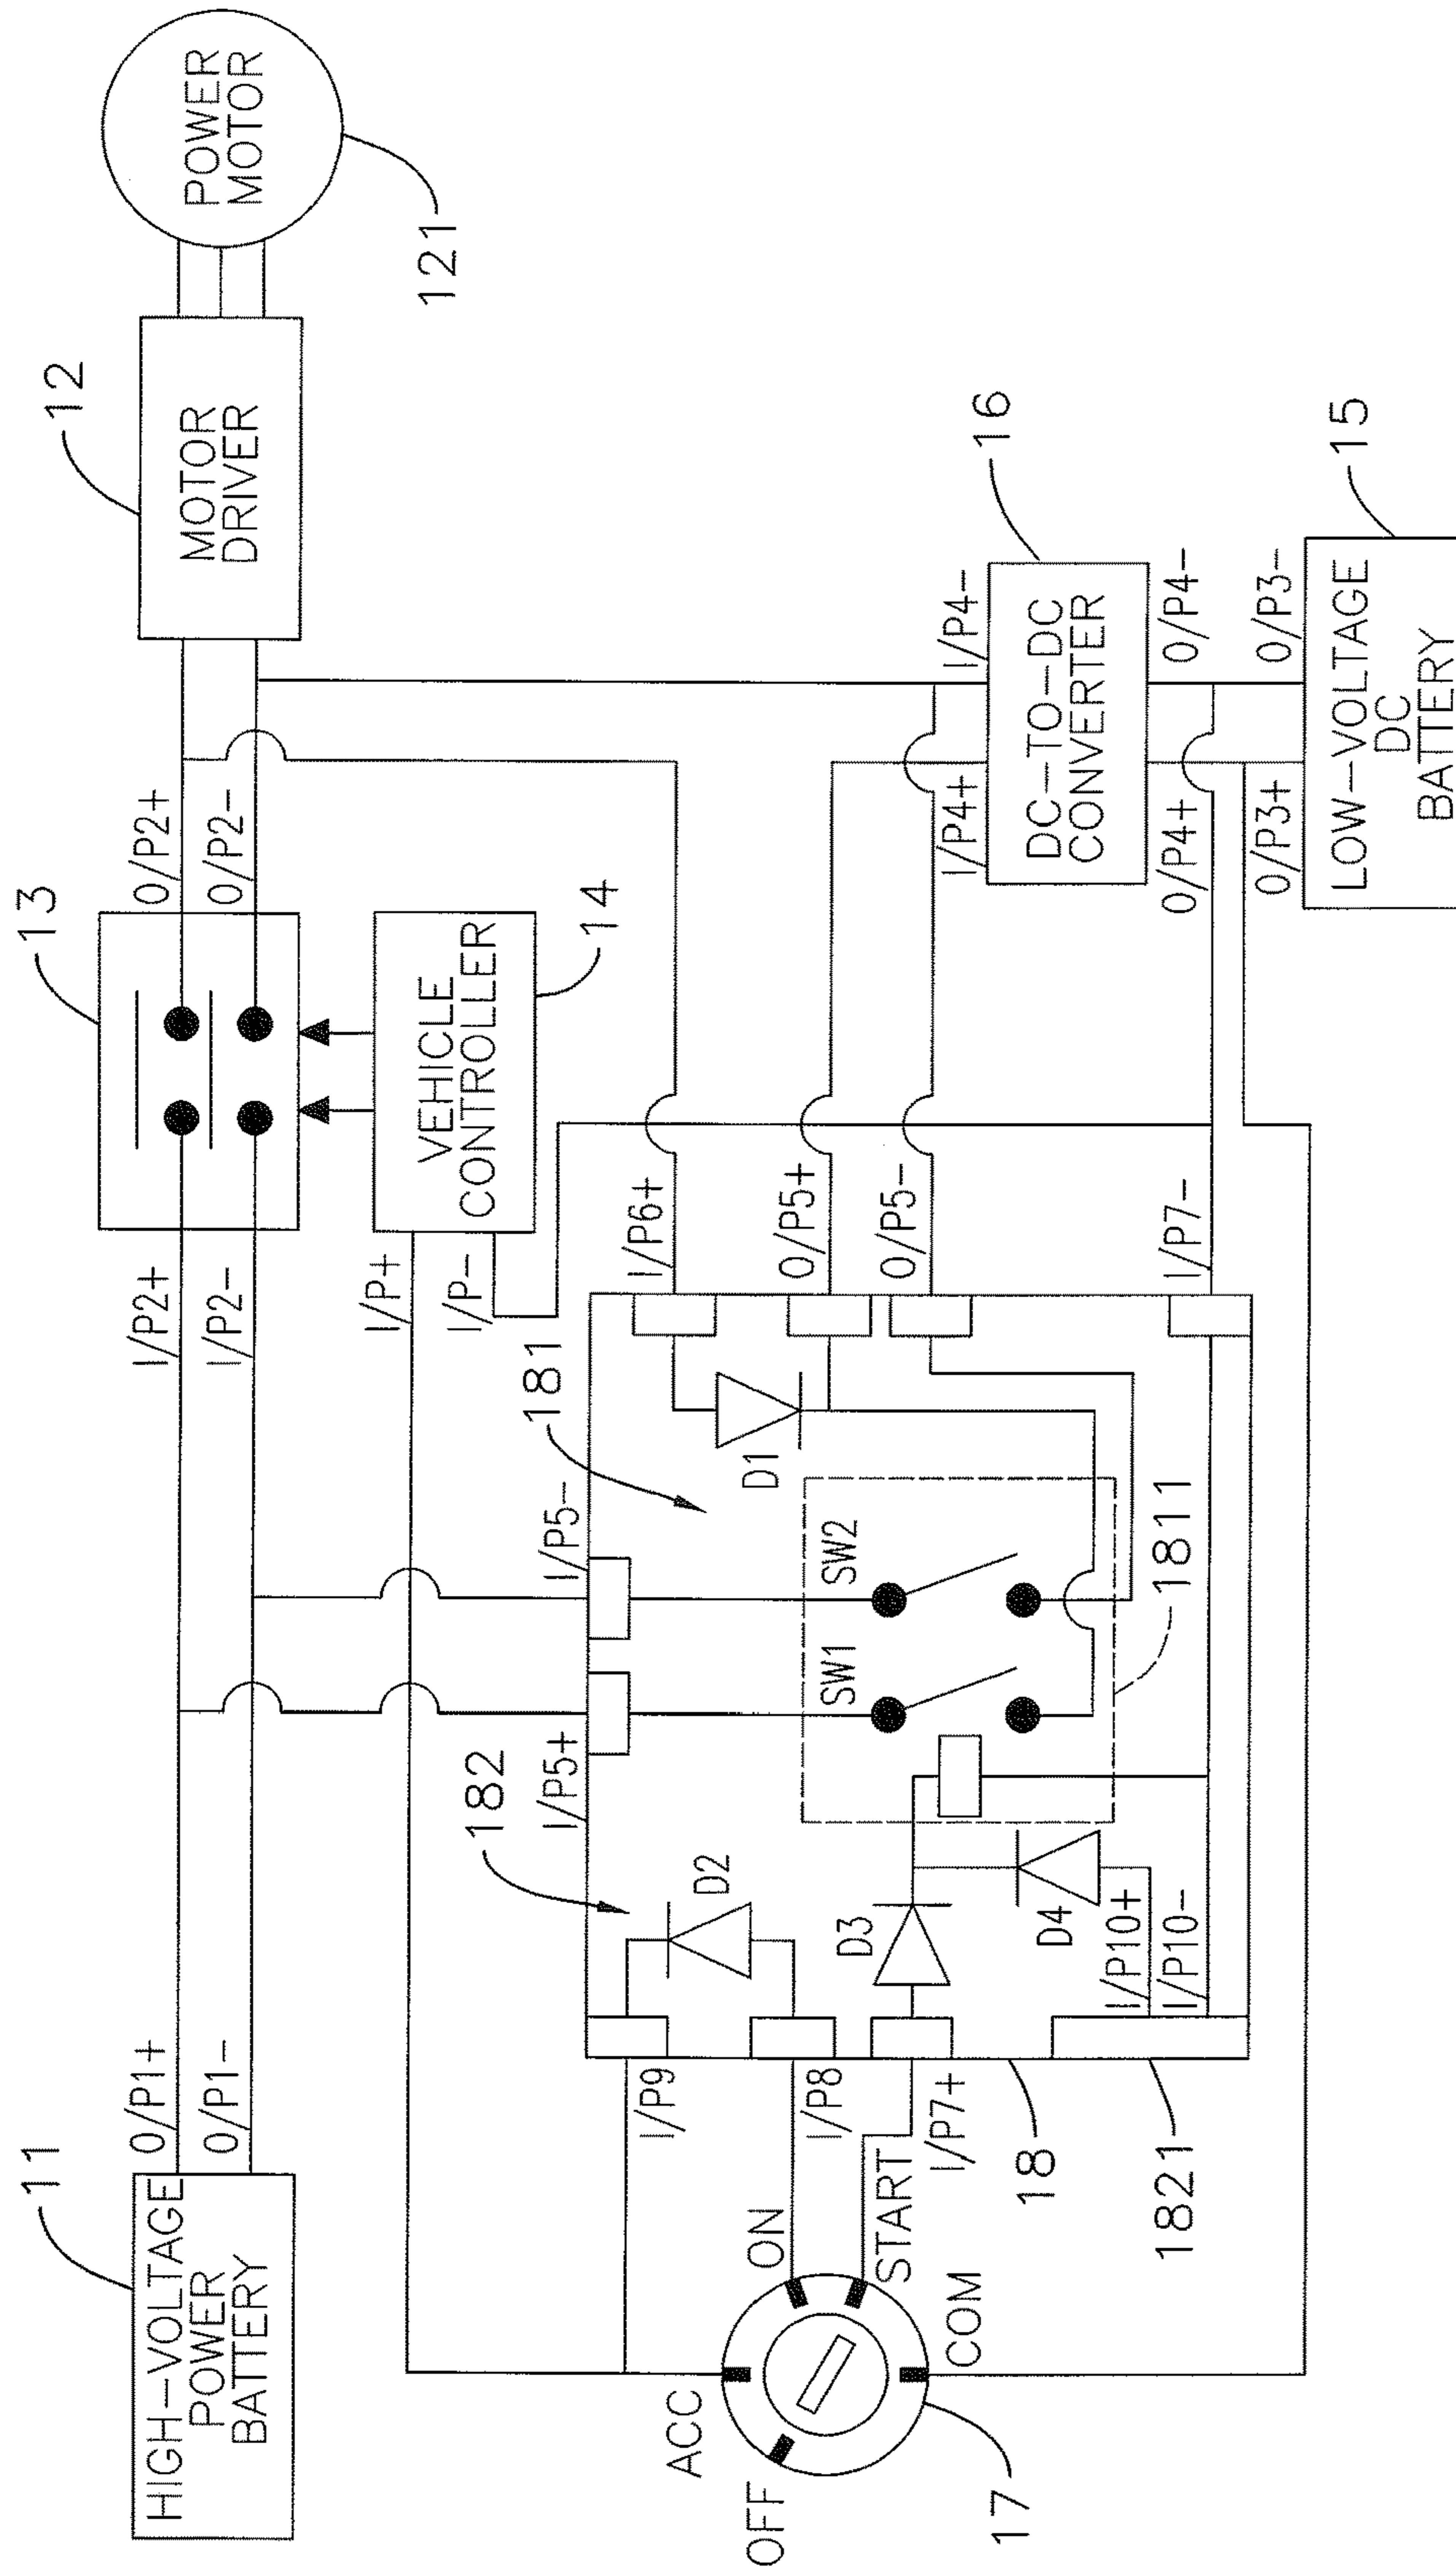 11
HIGH-VOLTAGE
POWER
BATTERY
O/P1+
O/P1-
I/P2+
I/P2-
13
O/P2+
O/P2-
12
MOTOR
DRIVER
POWER
MOTOR
121
VEHICLE
CONTROLLER
14
I/P+
I/P-
182
I/P5+
I/P5-
181
I/P6+
O/P5+
O/P5-
I/P7-
D1
D2
SW1
SW2
1811
D3
D4
I/P10+
I/P10-
I/P9
I/P8
I/P7+
18
1821
ACC
OFF
ON
START
COM
17
I/P4+
I/P4-
16
DC-TO-DC
CONVERTER
O/P4+
O/P4-
O/P3+
O/P3-
15
LOW-VOLTAGE
DC
BATTERY